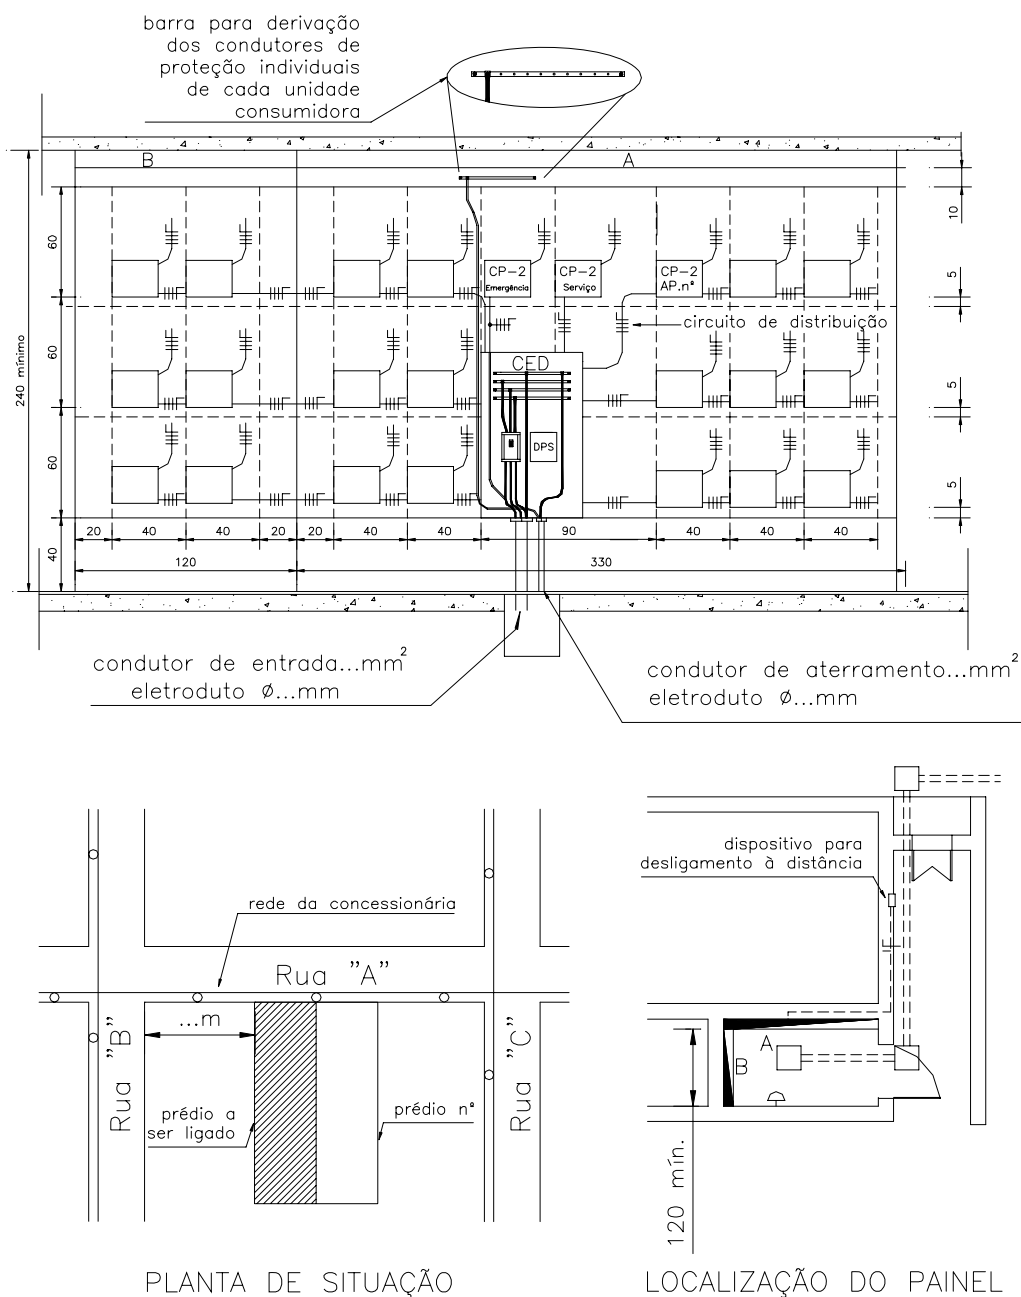 barra para derivação
dos condutores de
proteção individuais
de cada unidade
consumidora
B
A
10
60
CP-2
Emergência
CP-2
Serviço
CP-2
AP.nª
5
circuito de distribuição
240 mínimo
60
CED
5
60
DPS
5
20
40
40
20
20
40
40
90
40
40
40
40
120
330
condutor de entrada...mm²
eletroduto Ø...mm
condutor de aterramento...mm²
eletroduto Ø...mm
rede da concessionária
Rua "A"
...m
Rua "B"
Rua "C"
prédio a
ser ligado
prédio nª
PLANTA DE SITUAÇÃO
dispositivo para
desligamento à distância
A
B
120 mín.
LOCALIZAÇÃO DO PAINEL